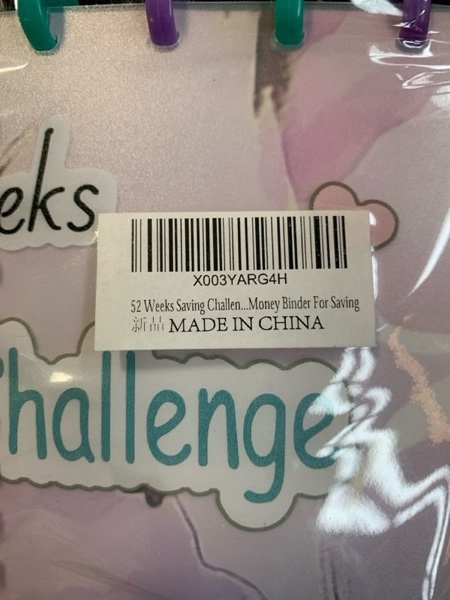 eks
X003YARG4H
52 Weeks Saving Challen...Money Binder For Saving
新品 MADE IN CHINA
hallenge